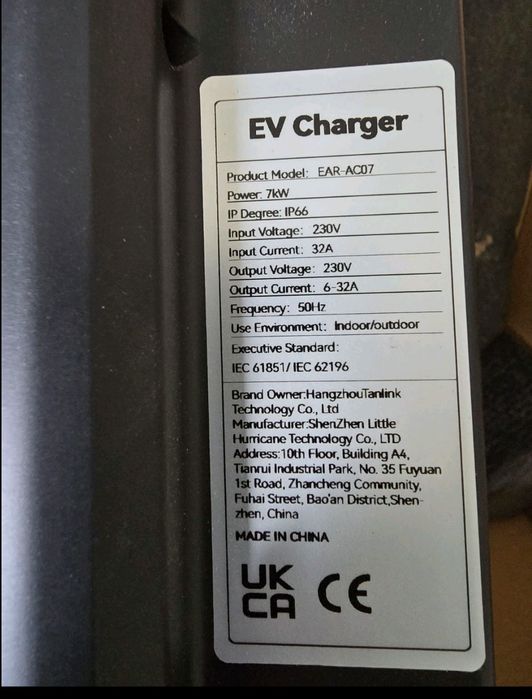 EV Charger
Product Model: EAR-AC07
Power: 7kW
IP Degree: IP66
Input Voltage: 230V
Input Current: 32A
Output Voltage: 230V
Output Current: 6-32A
Frequency: 50Hz
Use Environment: Indoor/outdoor
Executive Standard:
IEC 61851/ IEC 62196
Brand Owner:HangzhouTanlink
Technology Co., Ltd
Manufacturer:ShenZhen Little
Hurricane Technology Co., LTD
Address:10th Floor, Building A4,
Tianrui Industrial Park, No. 35 Fuyuan
1st Road, Zhancheng Community,
Fuhai Street, Bao'an District,Shen-
zhen, China
MADE IN CHINA
UK CE
CA